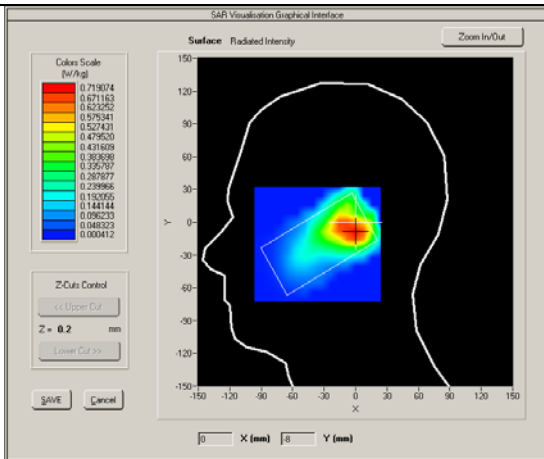 SAR Visualisation Graphical Interface
Surface Radiated Intensity
Zoom In/Out
Colors Scale
(W/kg)
0.719074
0.671163
0.623252
0.575341
0.527431
0.479520
0.431609
0.383698
0.335787
0.287877
0.239966
0.192055
0.144144
0.096233
0.048323
0.000412
Z-Cuts Control
<< Upper Cut
Z = 0.2 mm
Lower Cut >>
SAVE
Cancel
150
120
90
60
30
0
-30
-60
-90
-120
-150
Y
-150 -120 -90 -60 -30 0 30 60 90 120 150
X
0 X (mm) -8 Y (mm)